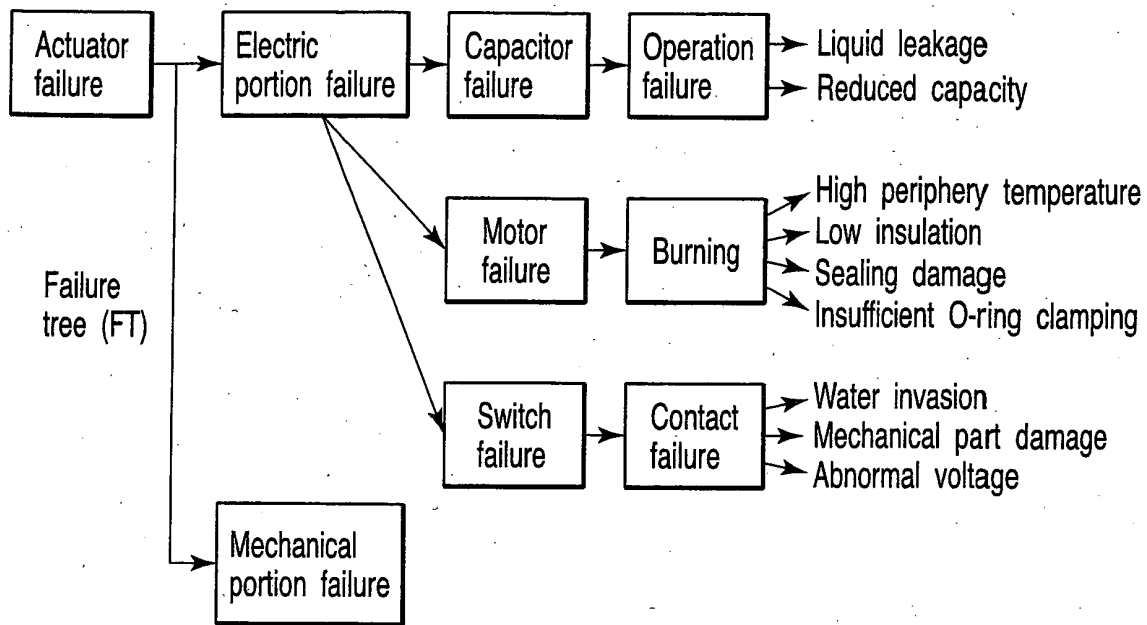 Actuator
failure
Electric
portion failure
Capacitor
failure
Operation
failure
Liquid leakage
Reduced capacity
Motor
failure
Burning
High periphery temperature
Low insulation
Sealing damage
Insufficient O-ring clamping
Failure
tree (FT)
Switch
failure
Contact
failure
Water invasion
Mechanical part damage
Abnormal voltage
Mechanical
portion failure